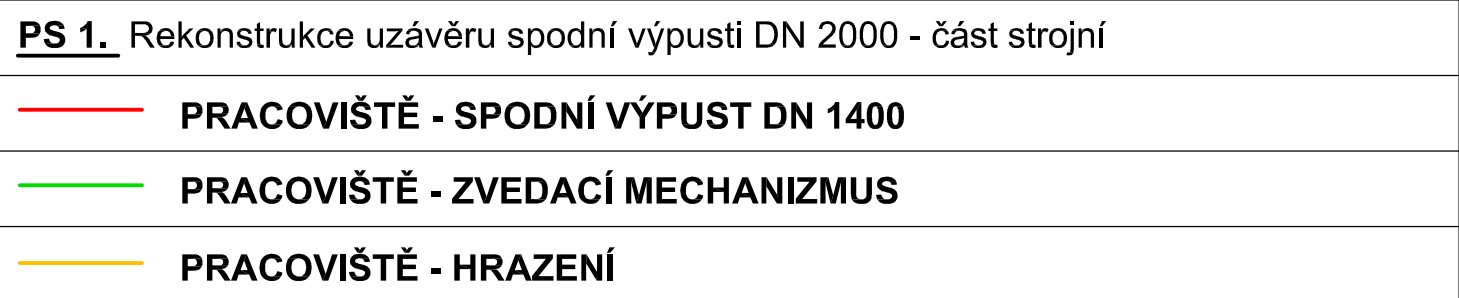 PS 1. Rekonstrukce uzávěru spodní výpusti DN 2000 - část strojní
PRACOVIŠTĚ - SPODNÍ VÝPUST DN 1400
PRACOVIŠTĚ - ZVEDACÍ MECHANIZMUS
PRACOVIŠTĚ - HRAZENÍ